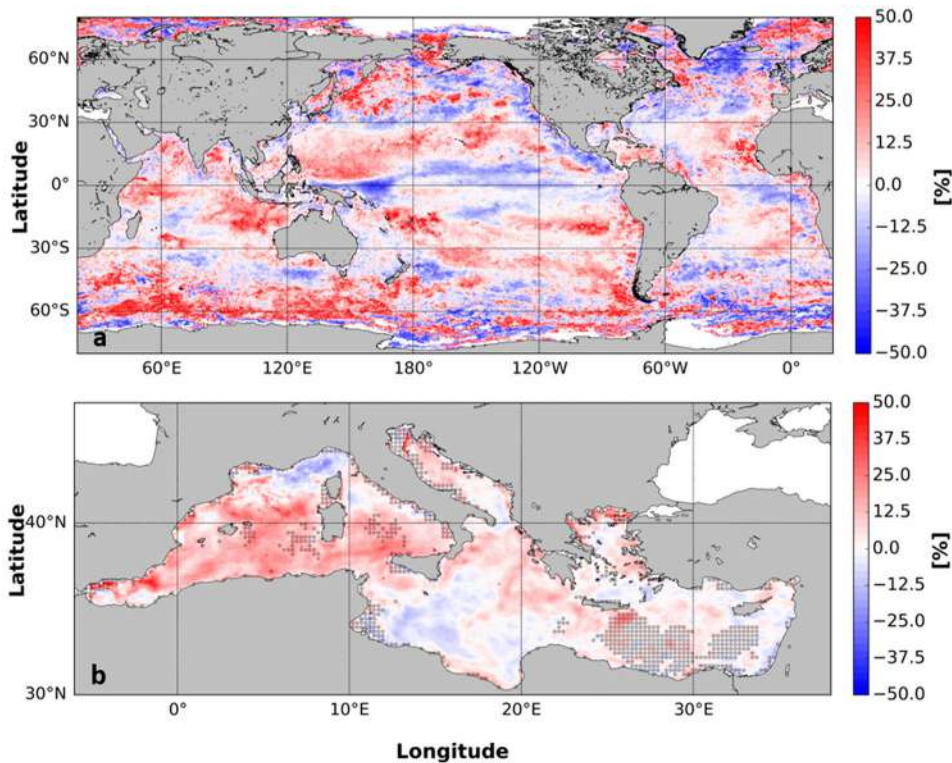 50.0
60°N
37.5
25.0
30°N
12.5
Latitude
0°
0.0
[%]
−12.5
30°S
−25.0
60°S
−37.5
a
−50.0
60°E
120°E
180°
120°W
60°W
0°
50.0
37.5
25.0
40°N
12.5
Latitude
0.0
[%]
−12.5
−25.0
−37.5
b
30°N
−50.0
0°
10°E
20°E
30°E
Longitude